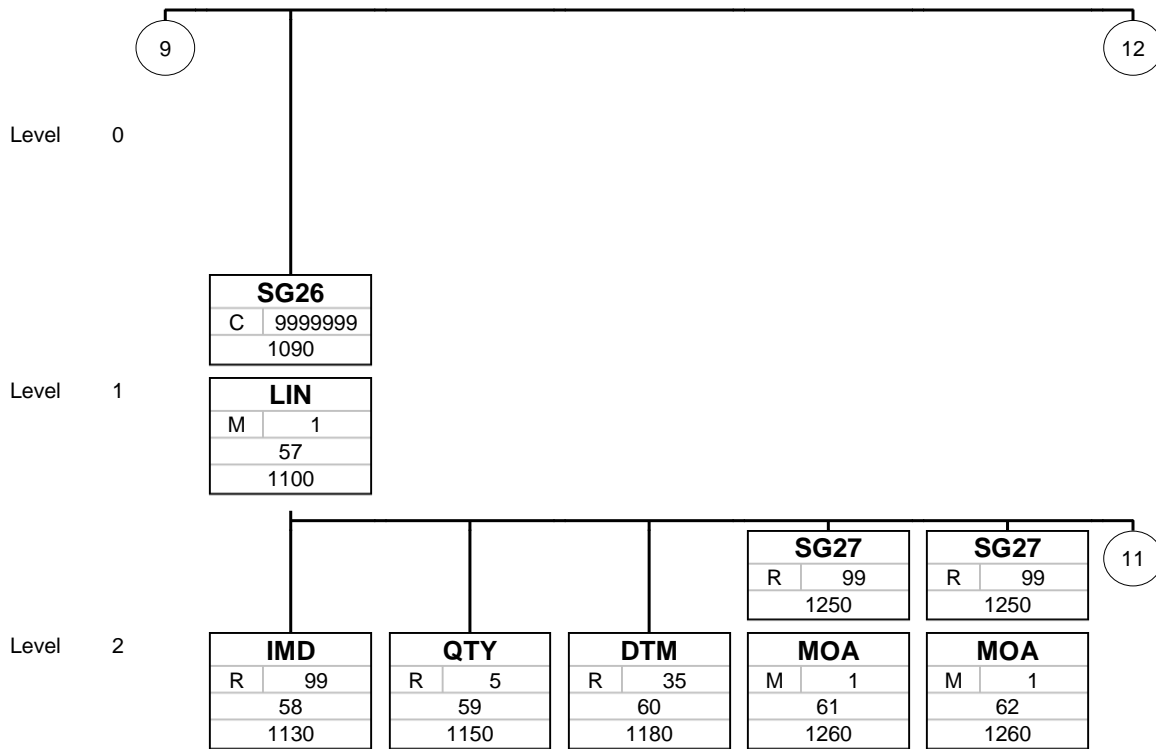 9
12
Level 0
SG26
C 9999999
1090
Level 1
LIN
M 1
57
1100
11
SG27
R 99
1250
SG27
R 99
1250
Level 2
IMD
R 99
58
1130
QTY
R 5
59
1150
DTM
R 35
60
1180
MOA
M 1
61
1260
MOA
M 1
62
1260